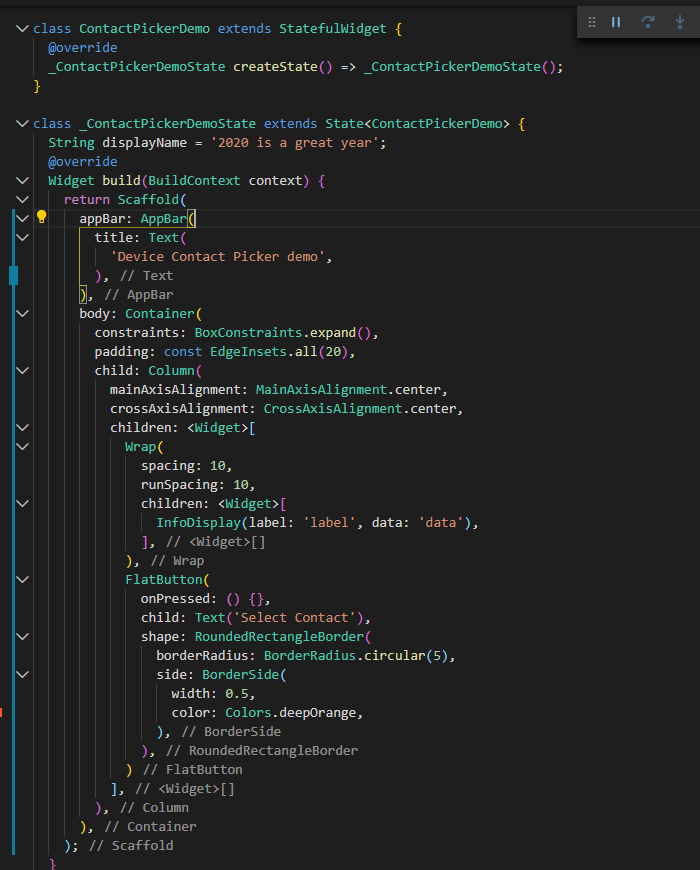 class ContactPickerDemo extends StatefulWidget {
  @override
  _ContactPickerDemoState createState() => _ContactPickerDemoState();
}

class _ContactPickerDemoState extends State<ContactPickerDemo> {
  String displayName = '2020 is a great year';
  @override
  Widget build(BuildContext context) {
    return Scaffold(
      appBar: AppBar(
        title: Text(
          'Device Contact Picker demo',
        ), // Text
      ), // AppBar
      body: Container(
        constraints: BoxConstraints.expand(),
        padding: const EdgeInsets.all(20),
        child: Column(
          mainAxisAlignment: MainAxisAlignment.center,
          crossAxisAlignment: CrossAxisAlignment.center,
          children: <Widget>[
            Wrap(
              spacing: 10,
              runSpacing: 10,
              children: <Widget>[
                InfoDisplay(label: 'label', data: 'data'),
              ], // <Widget>[]
            ), // Wrap
            FlatButton(
              onPressed: () {},
              child: Text('Select Contact'),
              shape: RoundedRectangleBorder(
                borderRadius: BorderRadius.circular(5),
                side: BorderSide(
                  width: 0.5,
                  color: Colors.deepOrange,
                ), // BorderSide
              ), // RoundedRectangleBorder
            ) // FlatButton
          ], // <Widget>[]
        ), // Column
      ), // Container
    ); // Scaffold
  }